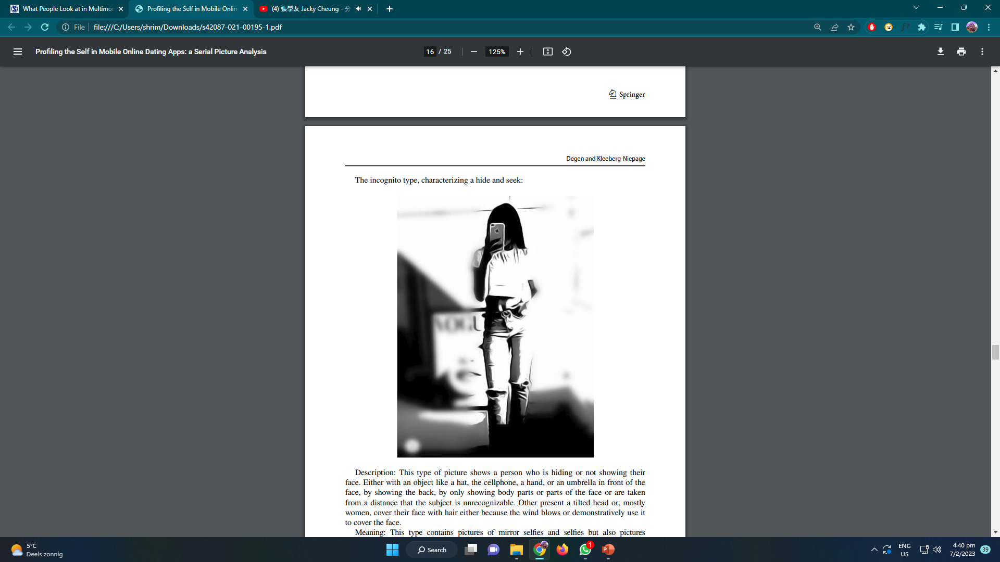 What People Look at in Multimo
Profiling the Self in Mobile Onlin
(4) 張學友 Jacky Cheung - 分
File
file:///C:/Users/shrim/Downloads/s42087-021-00195-1.pdf
Profiling the Self in Mobile Online Dating Apps: a Serial Picture Analysis
16 / 25
125%
Springer
Degen and Kleeberg-Niepage
The incognito type, characterizing a hide and seek:
VOGU
Description: This type of picture shows a person who is hiding or not showing their
face. Either with an object like a hat, the cellphone, a hand, or an umbrella in front of the
face, by showing the back, by only showing body parts or parts of the face or are taken
from a distance that the subject is unrecognizable. Other present a tilted head or, mostly
women, cover their face with hair either because the wind blows or demonstratively use it
to cover the face.
Meaning: This type contains pictures of mirror selfies and selfies but also pictures
5°C
Deels zonnig
Search
1
ENG
US
4:40 pm
7/2/2023
39